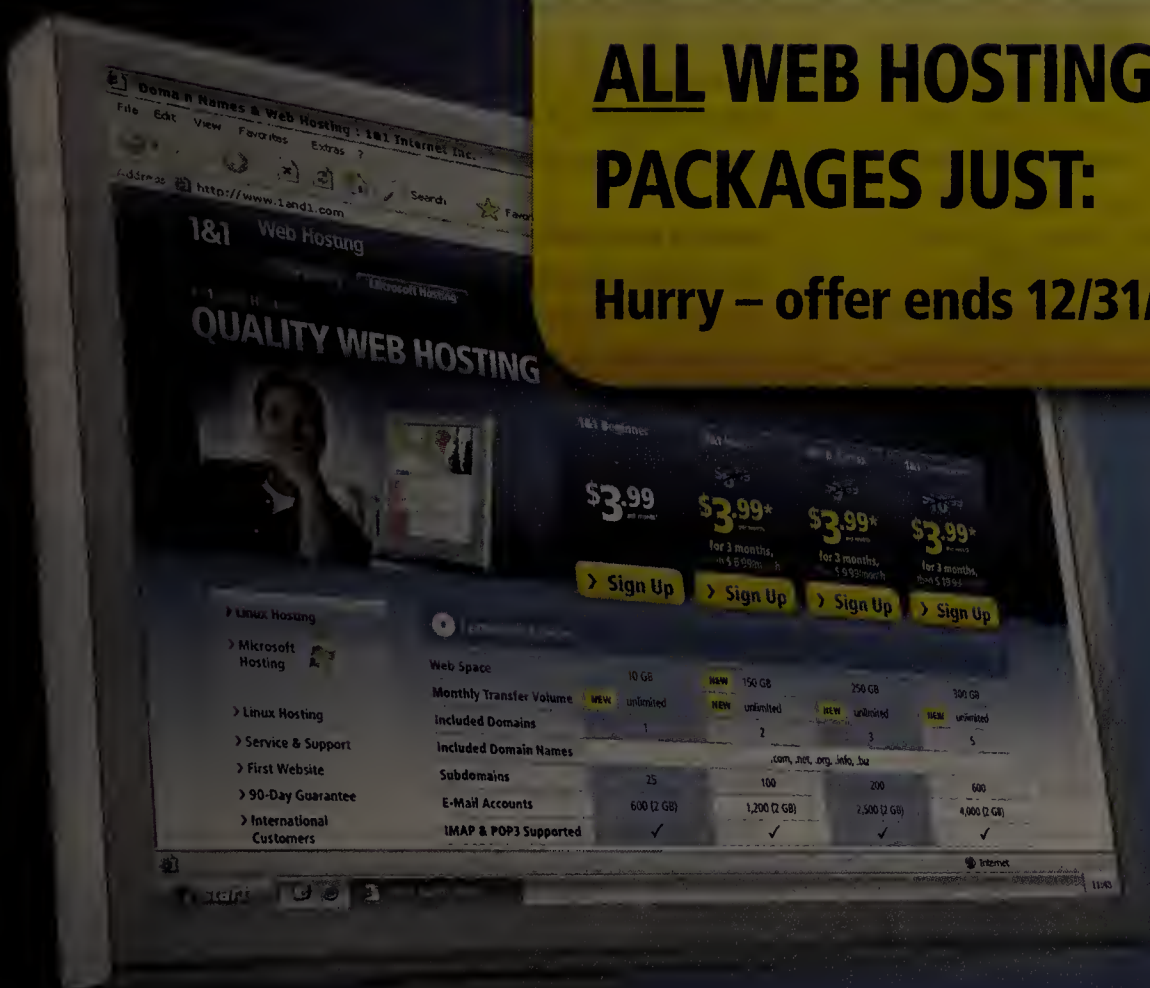 ALL WEB HOSTING
PACKAGES JUST:
Hurry – offer ends 12/31/
Domain Names & Web Hosting : 1&1 Internet Inc.
File Edit View Favorites Extras ?
Search
Address http://www.1and1.com
1&1 Web Hosting
Microsoft Hosting
QUALITY WEB HOSTING
1&1 Beginner
$3.99 $3.99* $3.99* $3.99*
for 3 months, for 3 months, for 3 months,
> Sign Up > Sign Up > Sign Up > Sign Up
> Linux Hosting
> Microsoft
Hosting
> Linux Hosting
> Service & Support
> First Website
> 90-Day Guarantee
> International
Customers
Web Space 10 GB NEW 150 GB 250 GB 300 GB
Monthly Transfer Volume NEW unlimited NEW unlimited NEW unlimited NEW unlimited
Included Domains 1 2 3 5
Included Domain Names .com, .net, .org, .info, .biz
Subdomains 25 100 200 600
E-Mail Accounts 600 (2 GB) 1,200 (2 GB) 2,500 (2 GB) 4,000 (2 GB)
IMAP & POP3 Supported ✓ ✓ ✓ ✓
Internet
start